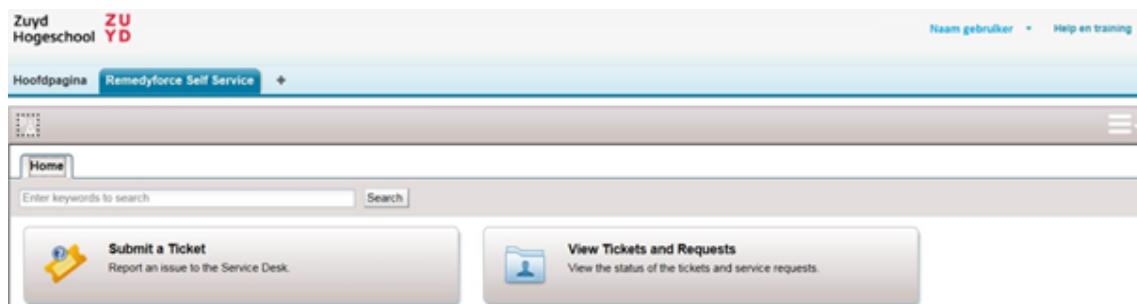 Zuyd
Hogeschool
ZU
YD
Naam gebruiker
Help en training
Hoofdpagina
Remedyforce Self Service
+
Home
Enter keywords to search
Search
Submit a Ticket
Report an issue to the Service Desk.
View Tickets and Requests
View the status of the tickets and service requests.